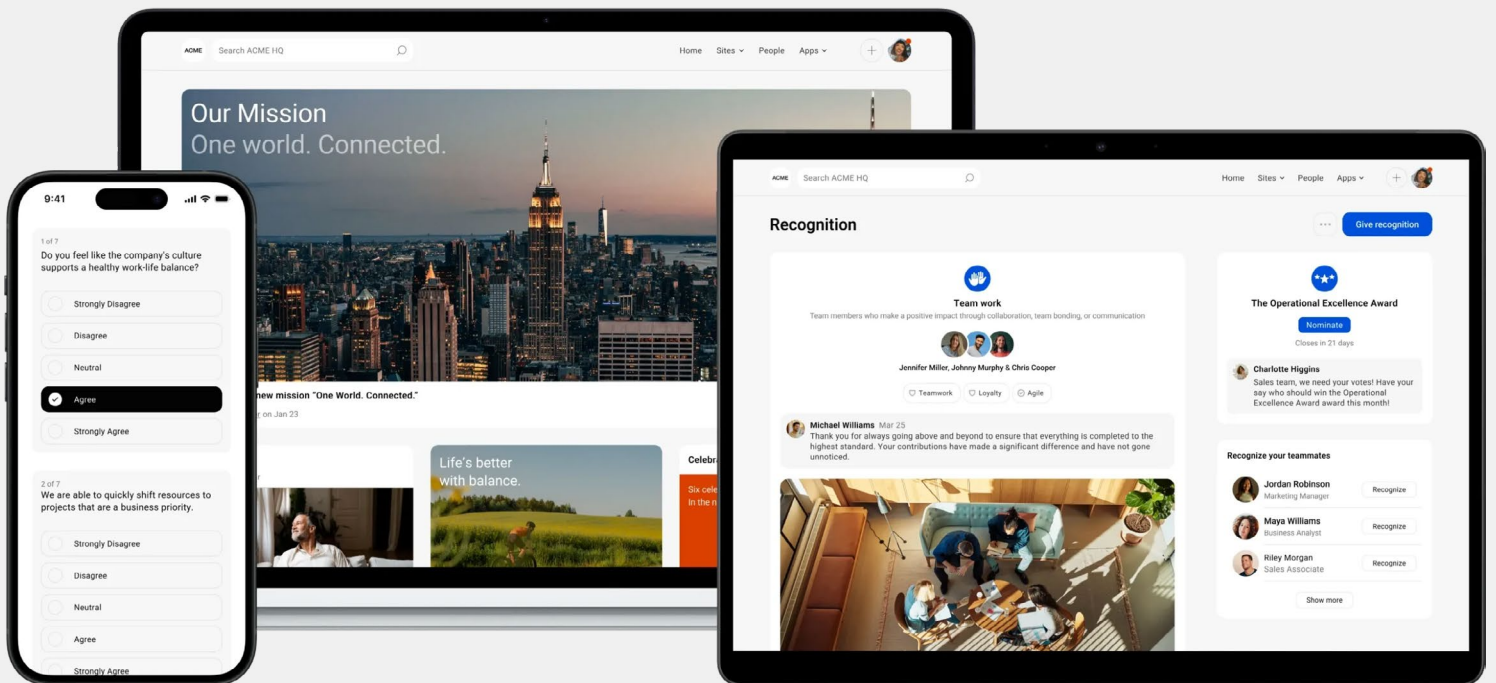 ACME
Search ACME HQ
Home
Sites
People
Apps
Our Mission
One world. Connected.
new mission “One World. Connected.”
on Jan 23
Life's better
with balance.
Celebr
Six cele
In the n
9:41
1 of 7
Do you feel like the company's culture
supports a healthy work-life balance?
Strongly Disagree
Disagree
Neutral
Agree
Strongly Agree
2 of 7
We are able to quickly shift resources to
projects that are a business priority.
Strongly Disagree
Disagree
Neutral
Agree
Strongly Agree
ACME
Search ACME HQ
Home
Sites
People
Apps
Recognition
Give recognition
Team work
Team members who make a positive impact through collaboration, team bonding, or communication
Jennifer Miller, Johnny Murphy & Chris Cooper
Teamwork
Loyalty
Agile
Michael Williams Mar 25
Thank you for always going above and beyond to ensure that everything is completed to the
highest standard. Your contributions have made a significant difference and have not gone
unnoticed.
The Operational Excellence Award
Nominate
Closes in 21 days
Charlotte Higgins
Sales team, we need your votes! Have your
say who should win the Operational
Excellence Award award this month!
Recognize your teammates
Jordan Robinson
Marketing Manager
Recognize
Maya Williams
Business Analyst
Recognize
Riley Morgan
Sales Associate
Recognize
Show more